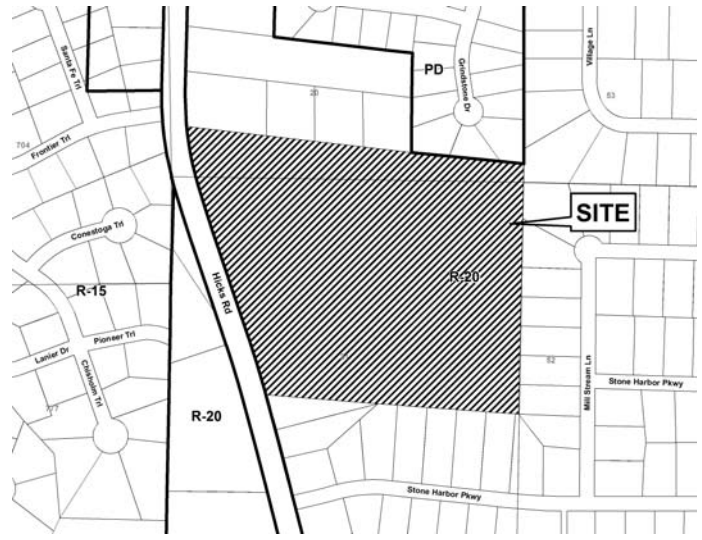 Santa Fe Trl
Village Ln
PD
Grindstone Dr
20
53
704
Frontier Trl
SITE
Conestoga Trl
R-20
R-15
Hicks Rd
Pioneer Trl
Lanier Dr
Chisholm Trl
52
Mill Stream Ln
Stone Harbor Pkwy
R-20
Stone Harbor Pkwy